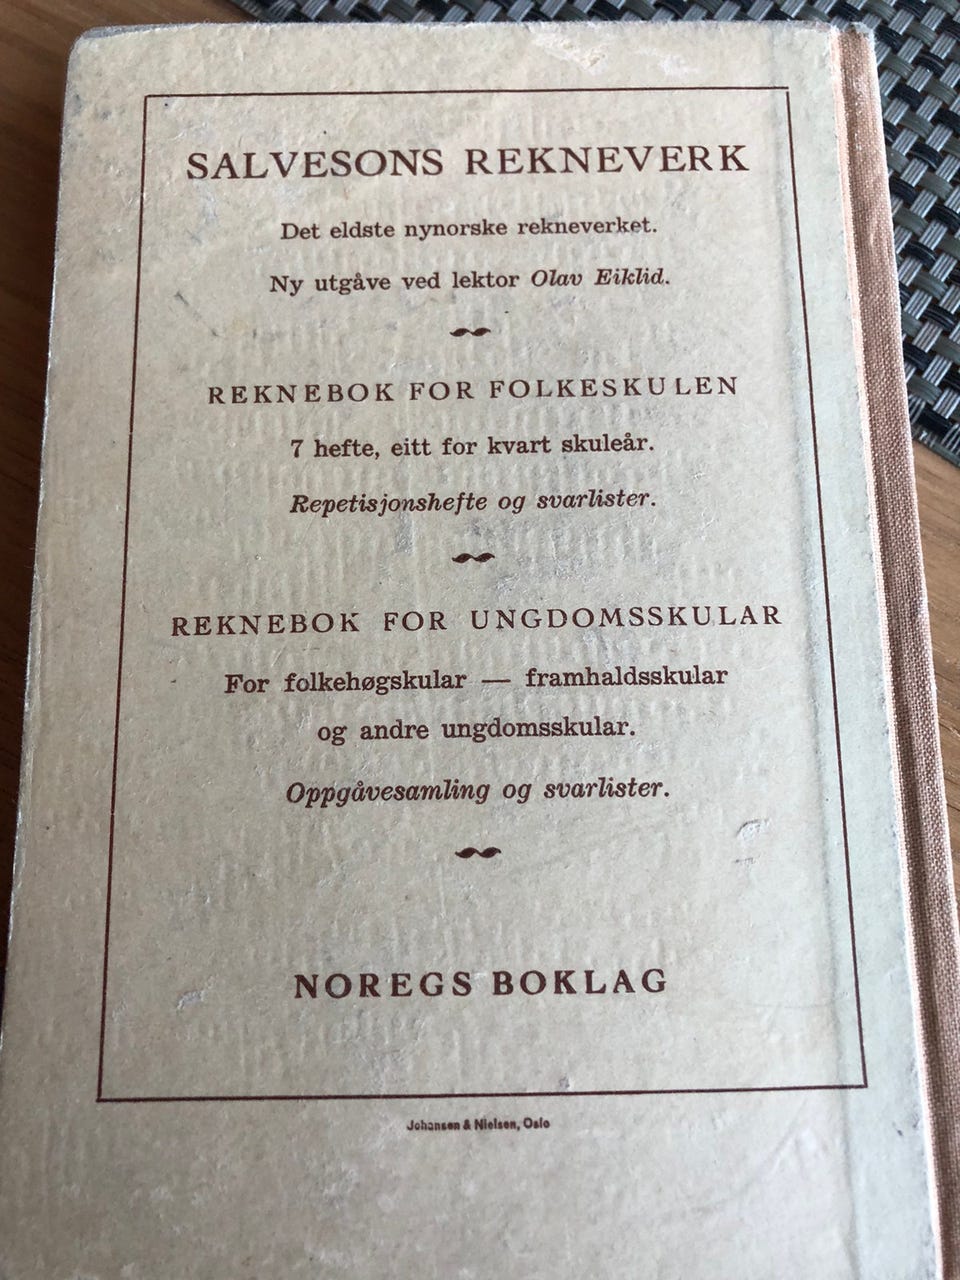 SALVESONS REKNEVERK
Det eldste nynorske rekneverket.
Ny utgåve ved lektor Olav Eiklid.
REKNEBOK FOR FOLKESKULEN
7 hefte, eitt for kvart skuleår.
Repetisjonshefte og svarlister.
REKNEBOK FOR UNGDOMSSKULAR
For folkehøgskular — framhaldsskular
og andre ungdomsskular.
Oppgåvesamling og svarlister.
NOREGS BOKLAG
Johansen & Nielsen, Oslo